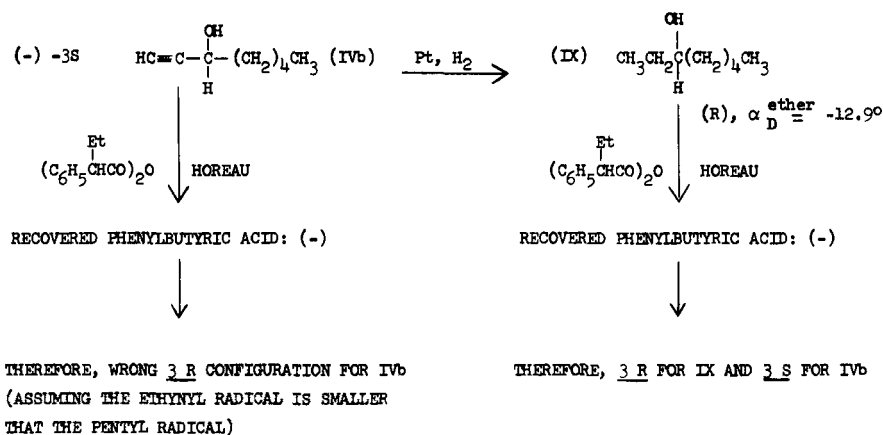 OH
OH
(-) -3S HC≡C-C-(CH2)4CH3 (IVb) Pt, H2 (IX) CH3CH2C(CH2)4CH3
H
H
(R), α D ether = -12.9°
Et
Et
(C6H5CHCO)2O HOREAU
(C6H5CHCO)2O HOREAU
RECOVERED PHENYLBUTYRIC ACID: (-)
RECOVERED PHENYLBUTYRIC ACID: (-)
THEREFORE, WRONG 3 R CONFIGURATION FOR IVb
(ASSUMING THE ETHYNYL RADICAL IS SMALLER
THAT THE PENTYL RADICAL)
THEREFORE, 3 R FOR IX AND 3 S FOR IVb